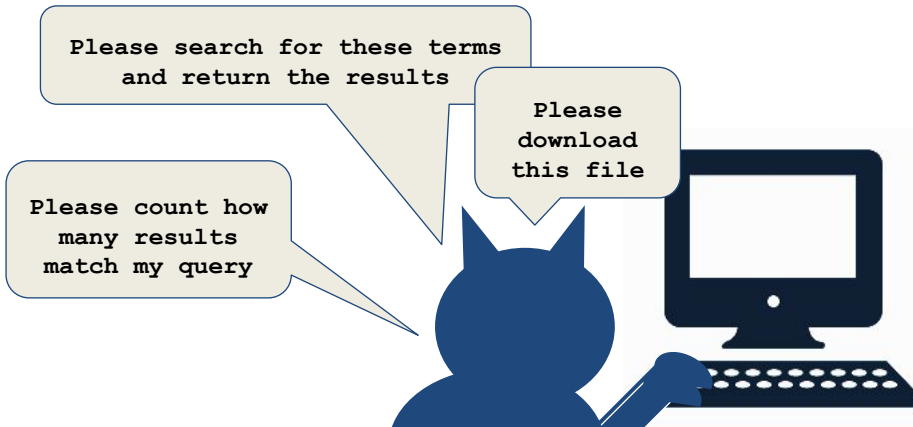 Please search for these terms
and return the results
Please
download
this file
Please count how
many results
match my query